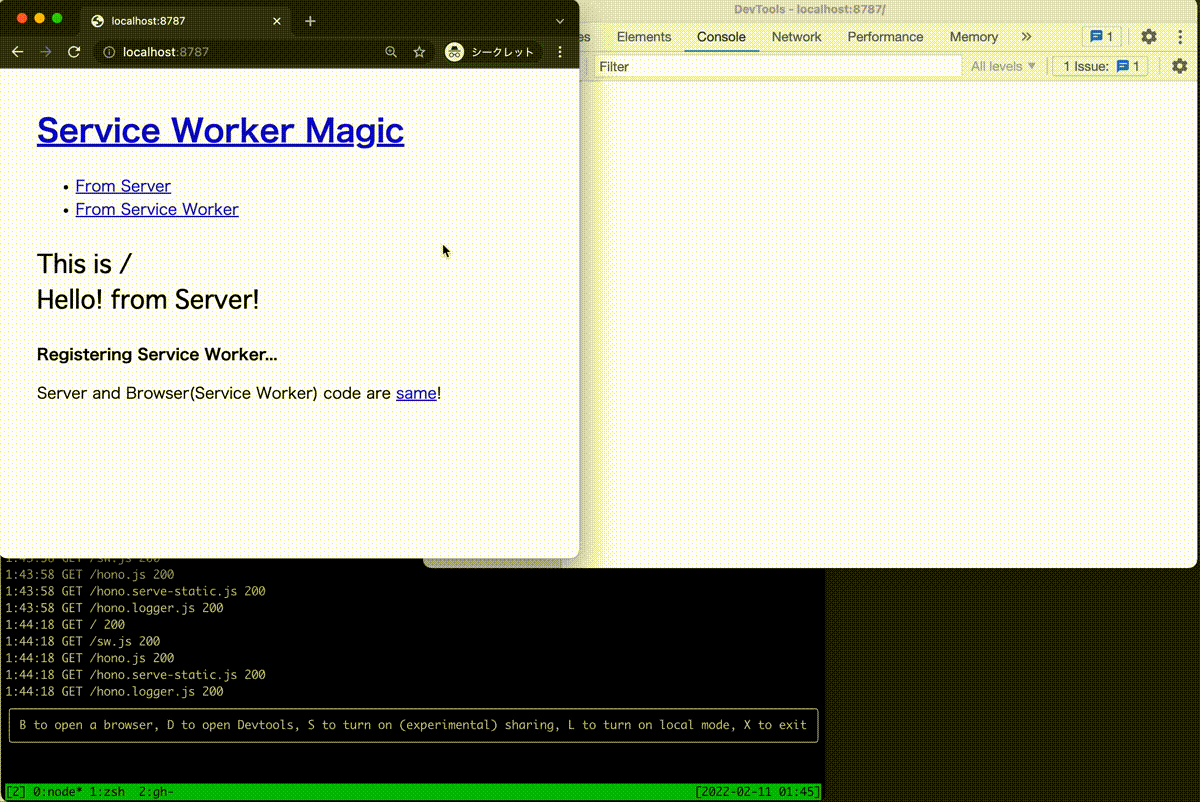 localhost:8787
localhost:8787
シークレット
Service Worker Magic
From Server
From Service Worker
This is /
Hello! from Server!
Registering Service Worker...
Server and Browser(Service Worker) code are same!
DevTools - localhost:8787/
Elements Console Network Performance Memory » 1
Filter All levels ▼ 1 Issue: 1
1:43:58 GET /sw.js 200
1:43:58 GET /hono.js 200
1:43:58 GET /hono.serve-static.js 200
1:43:58 GET /hono.logger.js 200
1:44:18 GET / 200
1:44:18 GET /sw.js 200
1:44:18 GET /hono.js 200
1:44:18 GET /hono.serve-static.js 200
1:44:18 GET /hono.logger.js 200
B to open a browser, D to open Devtools, S to turn on (experimental) sharing, L to turn on local mode, X to exit
[2] 0:node* 1:zsh 2:gh- [2022-02-11 01:45]